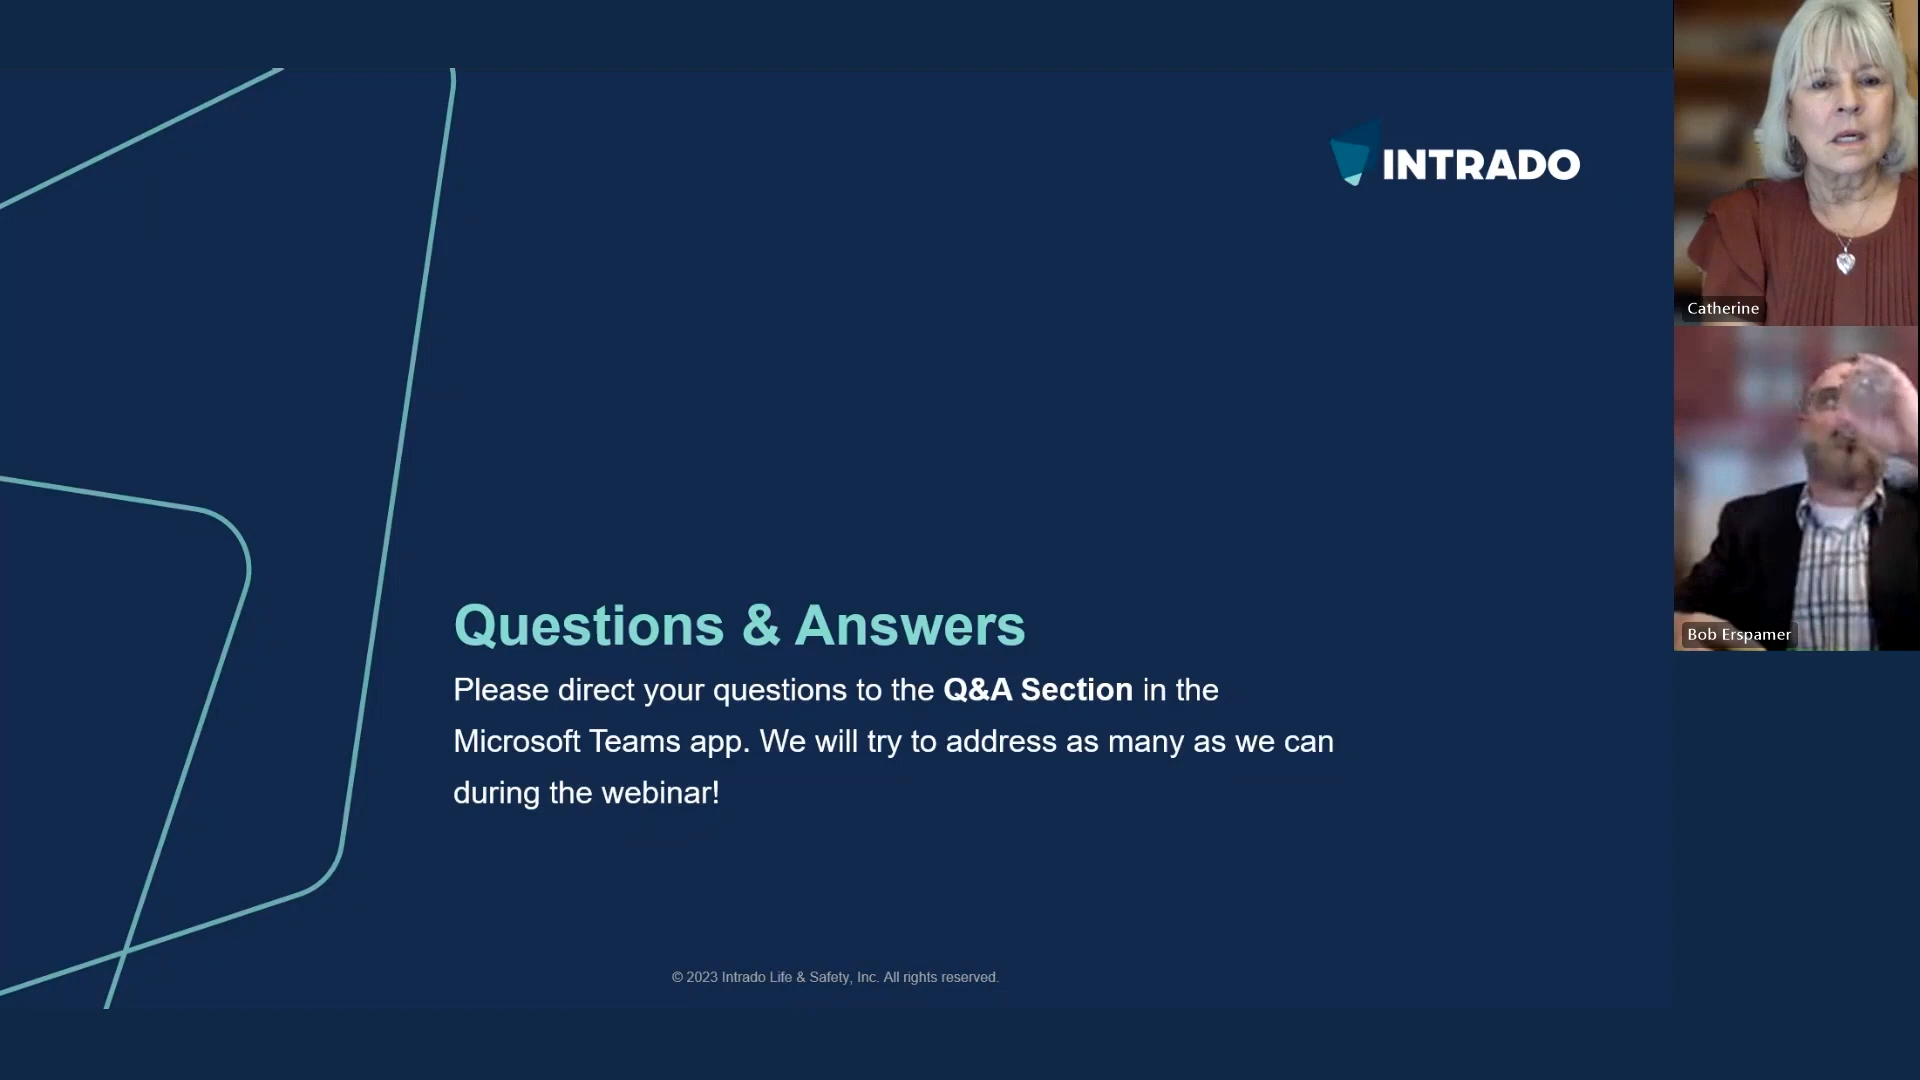 INTRADO
Catherine
Bob Erspamer
Questions & Answers
Please direct your questions to the Q&A Section in the
Microsoft Teams app. We will try to address as many as we can
during the webinar!
© 2023 Intrado Life & Safety, Inc. All rights reserved.